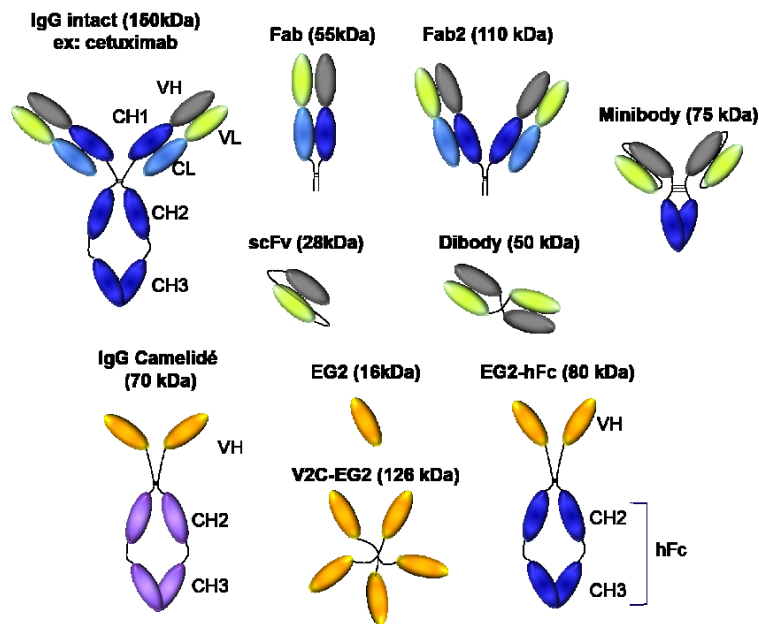 IgG intact (150kDa)
ex: cetuximab
Fab (55kDa)
Fab2 (110 kDa)
VH
CH1
VL
CL
Minibody (75 kDa)
CH2
CH3
scFv (28kDa)
Dibody (50 kDa)
IgG Camelidé
(70 kDa)
EG2 (16kDa)
EG2-hFc (80 kDa)
VH
VH
V2C-EG2 (126 kDa)
CH2
CH2
hFc
CH3
CH3